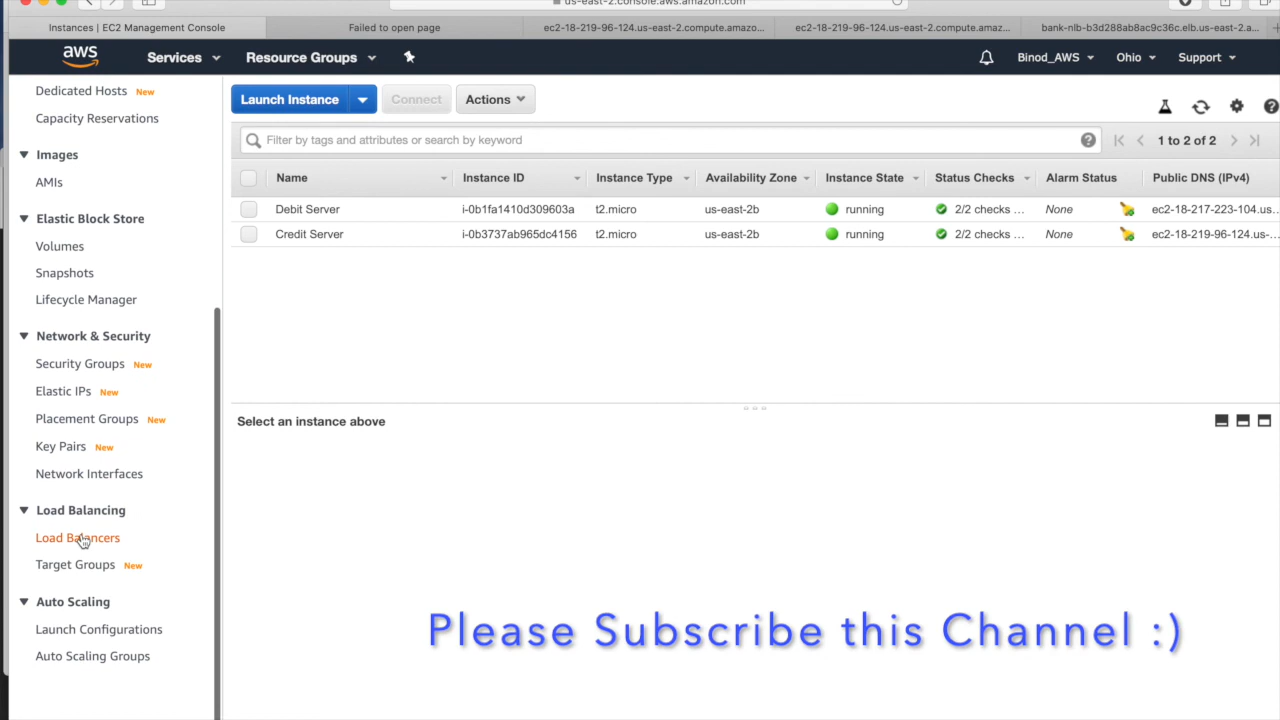 us-east-2.console.aws.amazon.com
Instances | EC2 Management Console
Failed to open page
ec2-18-219-96-124.us-east-2.compute.amazo...
ec2-18-219-96-124.us-east-2.compute.amaz...
bank-nlb-b3d288ab8ac9c36c.elb.us-east-2.a...
aws
Services
Resource Groups
Binod_AWS
Ohio
Support
Dedicated Hosts New
Capacity Reservations
Images
AMIs
Elastic Block Store
Volumes
Snapshots
Lifecycle Manager
Network & Security
Security Groups New
Elastic IPs New
Placement Groups New
Key Pairs New
Network Interfaces
Load Balancing
Load Balancers
Target Groups New
Auto Scaling
Launch Configurations
Auto Scaling Groups
Launch Instance
Connect
Actions
Filter by tags and attributes or search by keyword
1 to 2 of 2
Name Instance ID Instance Type Availability Zone Instance State Status Checks Alarm Status Public DNS (IPv4)
Debit Server i-0b1fa1410d309603a t2.micro us-east-2b running 2/2 checks ... None ec2-18-217-223-104.us...
Credit Server i-0b3737ab965dc4156 t2.micro us-east-2b running 2/2 checks ... None ec2-18-219-96-124.us-...
Select an instance above
Please Subscribe this Channel :)